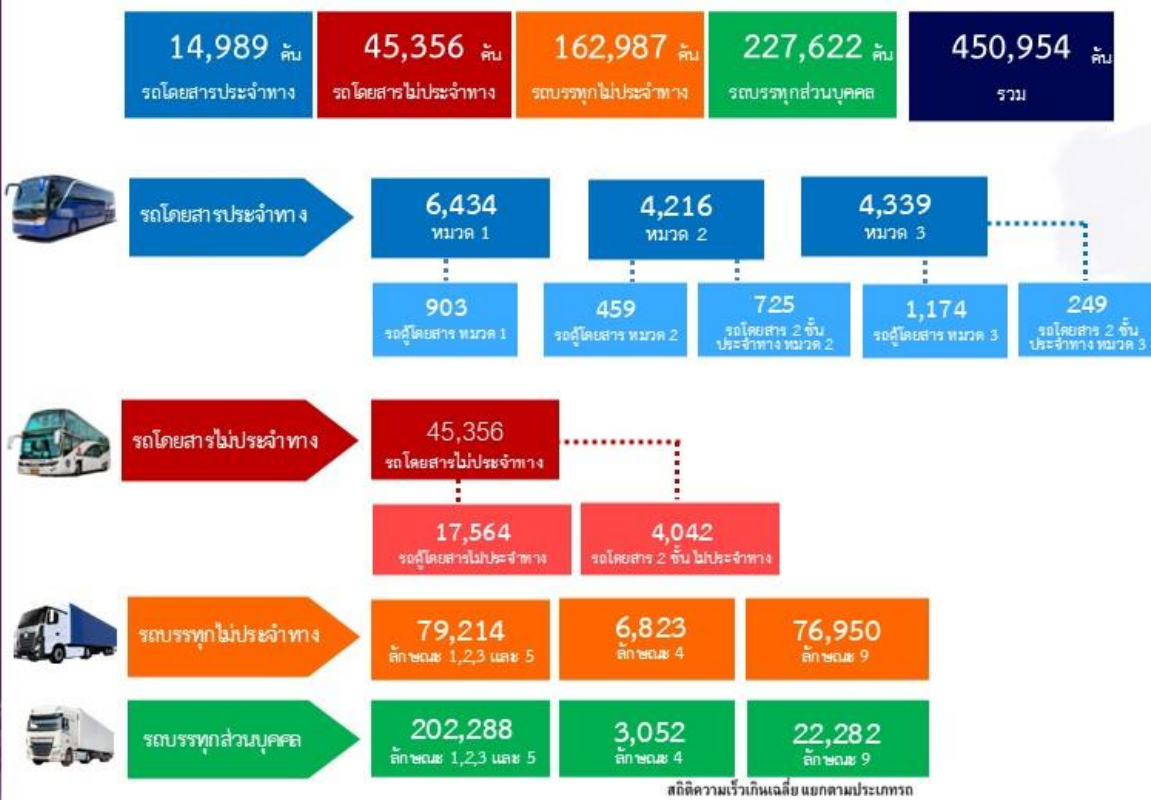 14,989 คัน
รถโดยสารประจำทาง
45,356 คัน
รถโดยสารไม่ประจำทาง
162,987 คัน
รถบรรทุกไม่ประจำทาง
227,622 คัน
รถบรรทุกส่วนบุคคล
450,954 คัน
รวม
รถโดยสารประจำทาง
6,434
หมวด 1
4,216
หมวด 2
4,339
หมวด 3
903
รถตู้โดยสาร หมวด 1
459
รถตู้โดยสาร หมวด 2
725
รถโดยสาร 2 ชั้น
ประจำทาง หมวด 2
1,174
รถตู้โดยสาร หมวด 3
249
รถโดยสาร 2 ชั้น
ประจำทาง หมวด 3
รถโดยสารไม่ประจำทาง
45,356
รถโดยสารไม่ประจำทาง
17,564
รถตู้โดยสารไม่ประจำทาง
4,042
รถโดยสาร 2 ชั้น ไม่ประจำทาง
รถบรรทุกไม่ประจำทาง
79,214
ลักษณะ 1,2,3 และ 5
6,823
ลักษณะ 4
76,950
ลักษณะ 9
รถบรรทุกส่วนบุคคล
202,288
ลักษณะ 1,2,3 และ 5
3,052
ลักษณะ 4
22,282
ลักษณะ 9
สถิติความเร็วเกินเฉลี่ย แยกตามประเภทรถ